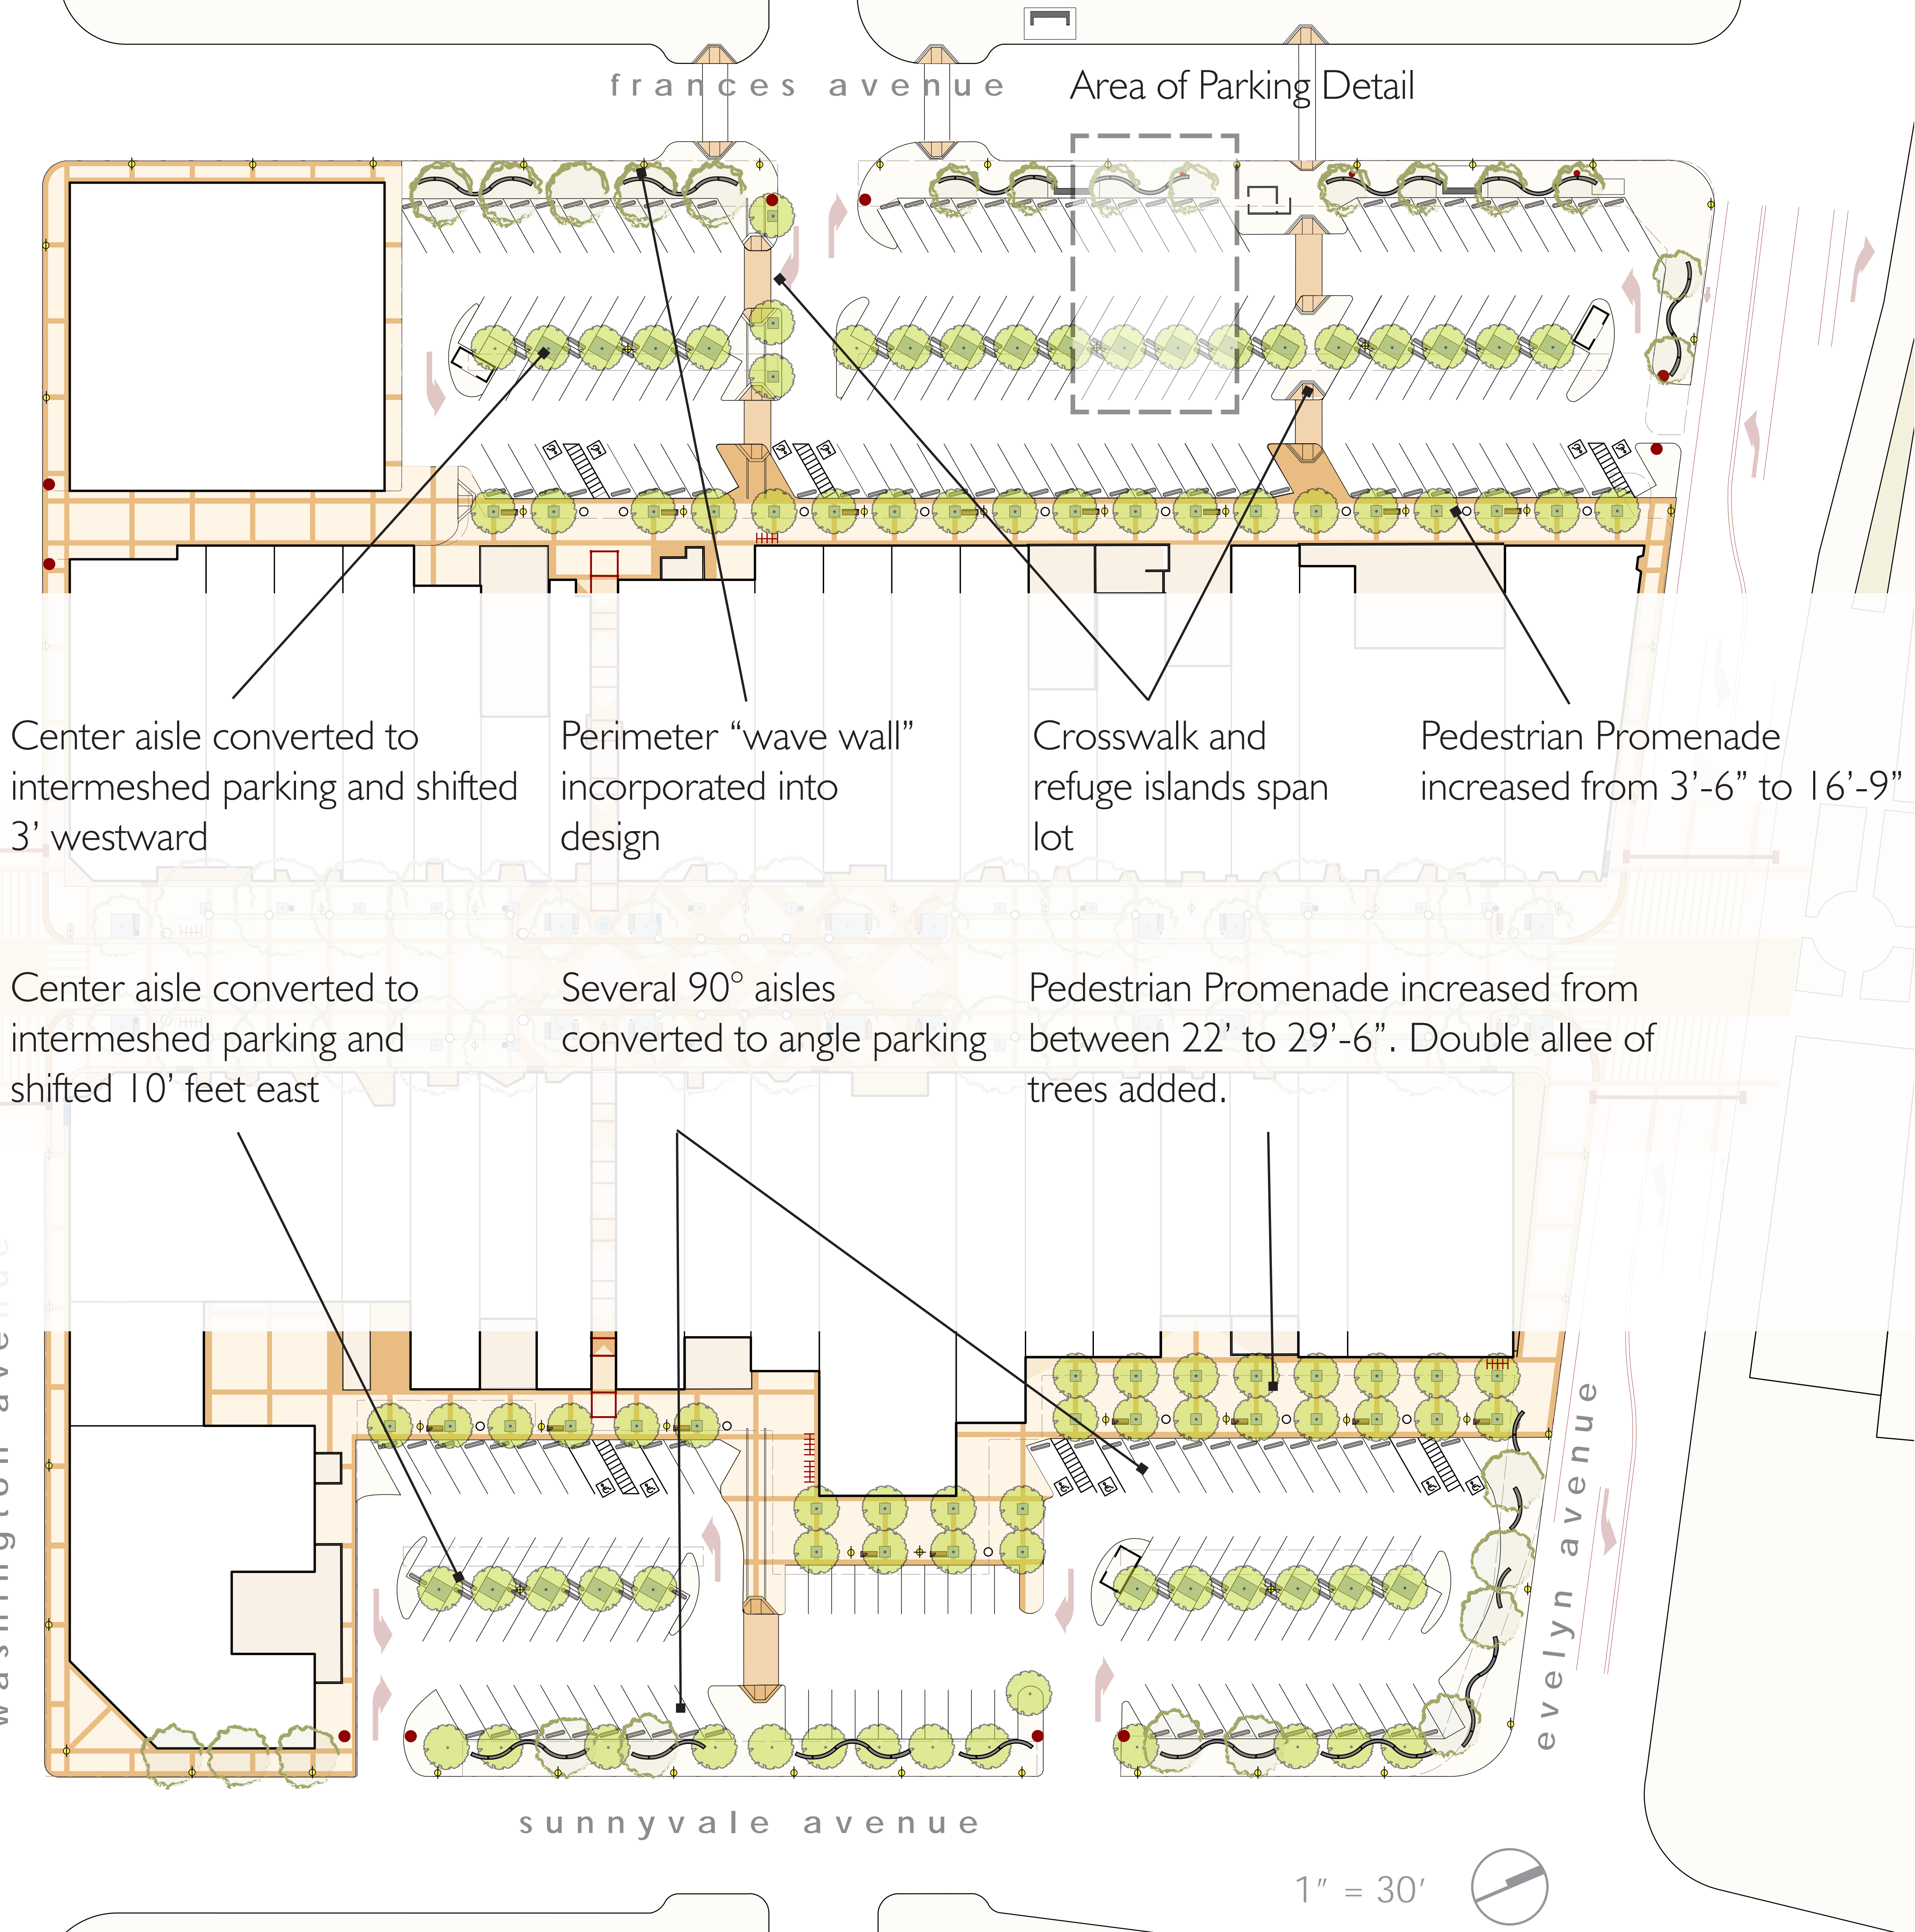 frances avenue
Area of Parking Detail
Center aisle converted to
intermeshed parking and shifted
3’ westward
Perimeter “wave wall”
incorporated into
design
Crosswalk and
refuge islands span
lot
Pedestrian Promenade
increased from 3’-6” to 16’-9”
Center aisle converted to
intermeshed parking and
shifted 10’ feet east
Several 90° aisles
converted to angle parking
Pedestrian Promenade increased from
between 22’ to 29’-6”. Double allee of
trees added.
washington avenue
evelyn avenue
sunnyvale avenue
1” = 30’